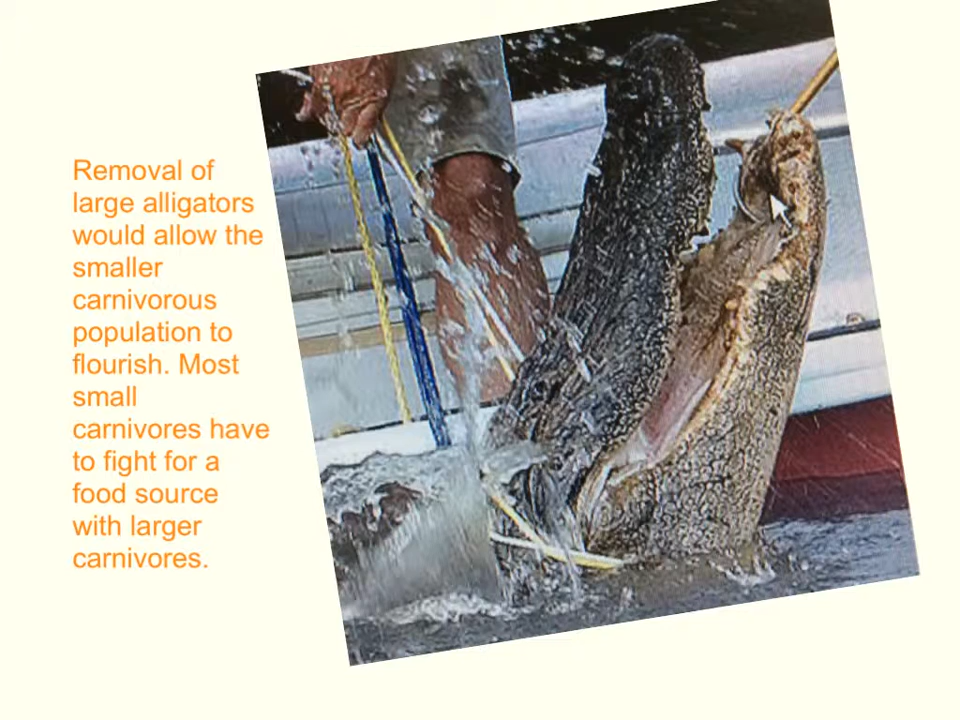 Removal of
large alligators
would allow the
smaller
carnivorous
population to
flourish. Most
small
carnivores have
to fight for a
food source
with larger
carnivores.